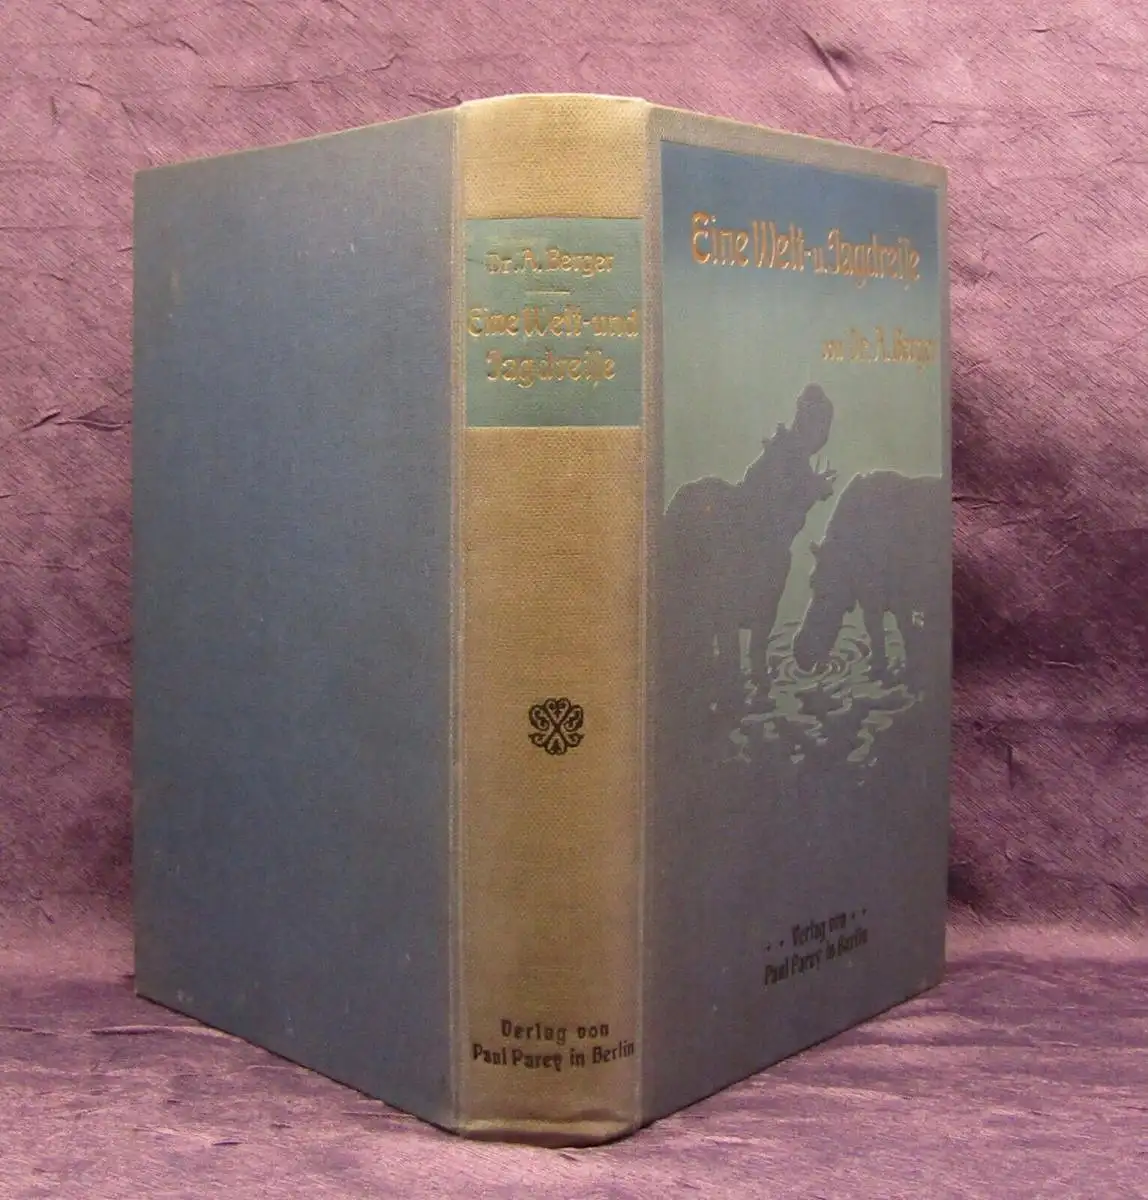 Dr. A. Berger
Eine Welt- und
Jagdreise
Verlag von
Paul Parey in Berlin
Eine Welt- u. Jagdreise
von Dr. A. Berger
Verlag von
Paul Parey in Berlin